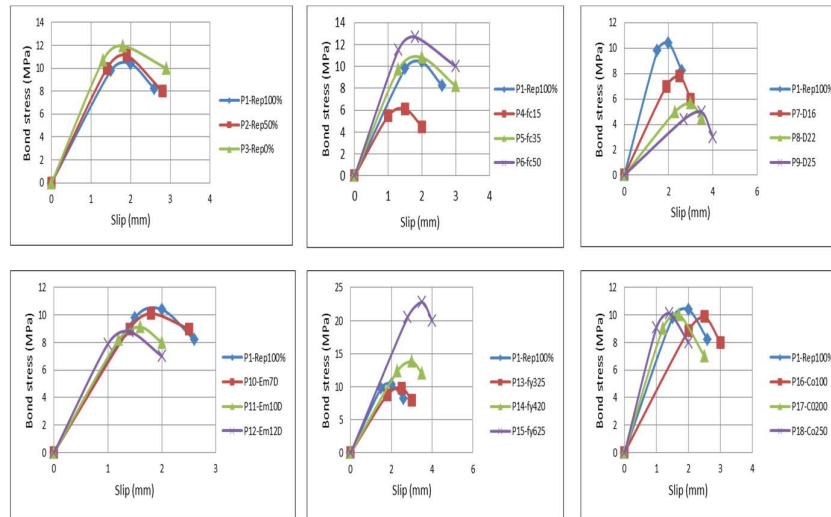 Bond stress (MPa)
14
12
10
8
6
4
2
0
0 1 2 3 4
Slip (mm)
P1-Rep100%
P2-Rep50%
P3-Rep0%
Bond stress (MPa)
14
12
10
8
6
4
2
0
0 1 2 3 4
Slip (mm)
P1-Rep100%
P4-fc15
P5-fc35
P6-fc50
Bond stress (MPa)
12
10
8
6
4
2
0
0 2 4 6
Slip (mm)
P1-Rep100%
P7-D16
P8-D22
P9-D25
Bond stress (MPa)
12
10
8
6
4
2
0
0 1 2 3
Slip (mm)
P1-Rep100%
P10-Em7D
P11-Em10D
P12-Em12D
Bond stress (MPa)
25
20
15
10
5
0
0 2 4 6
Slip (mm)
P1-Rep100%
P13-fy325
P14-fy420
P15-fy625
Bond stress (MPa)
12
10
8
6
4
2
0
0 1 2 3 4
Slip (mm)
P1-Rep100%
P16-Co100
P17-C0200
P18-Co250